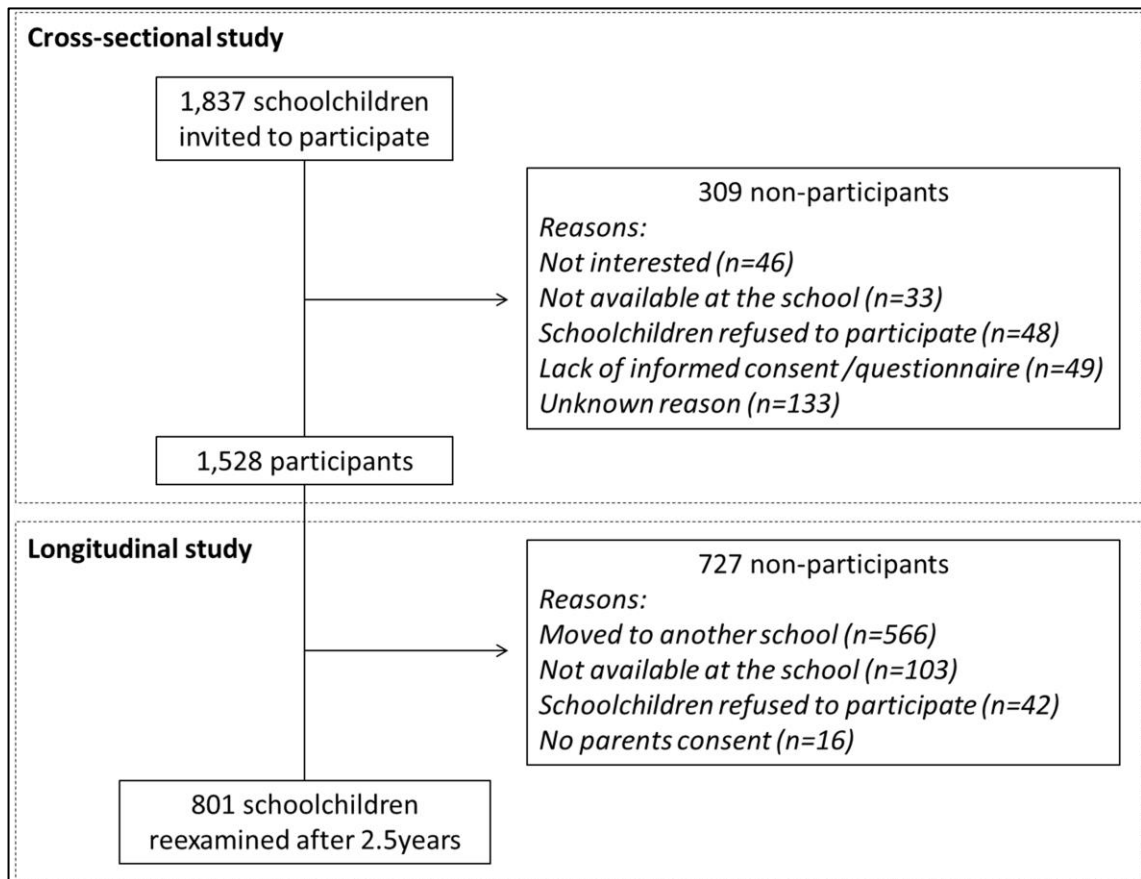 Cross-sectional study
1,837 schoolchildren
invited to participate
309 non-participants
Reasons:
Not interested (n=46)
Not available at the school (n=33)
Schoolchildren refused to participate (n=48)
Lack of informed consent /questionnaire (n=49)
Unknown reason (n=133)
1,528 participants
Longitudinal study
727 non-participants
Reasons:
Moved to another school (n=566)
Not available at the school (n=103)
Schoolchildren refused to participate (n=42)
No parents consent (n=16)
801 schoolchildren
reexamined after 2.5years